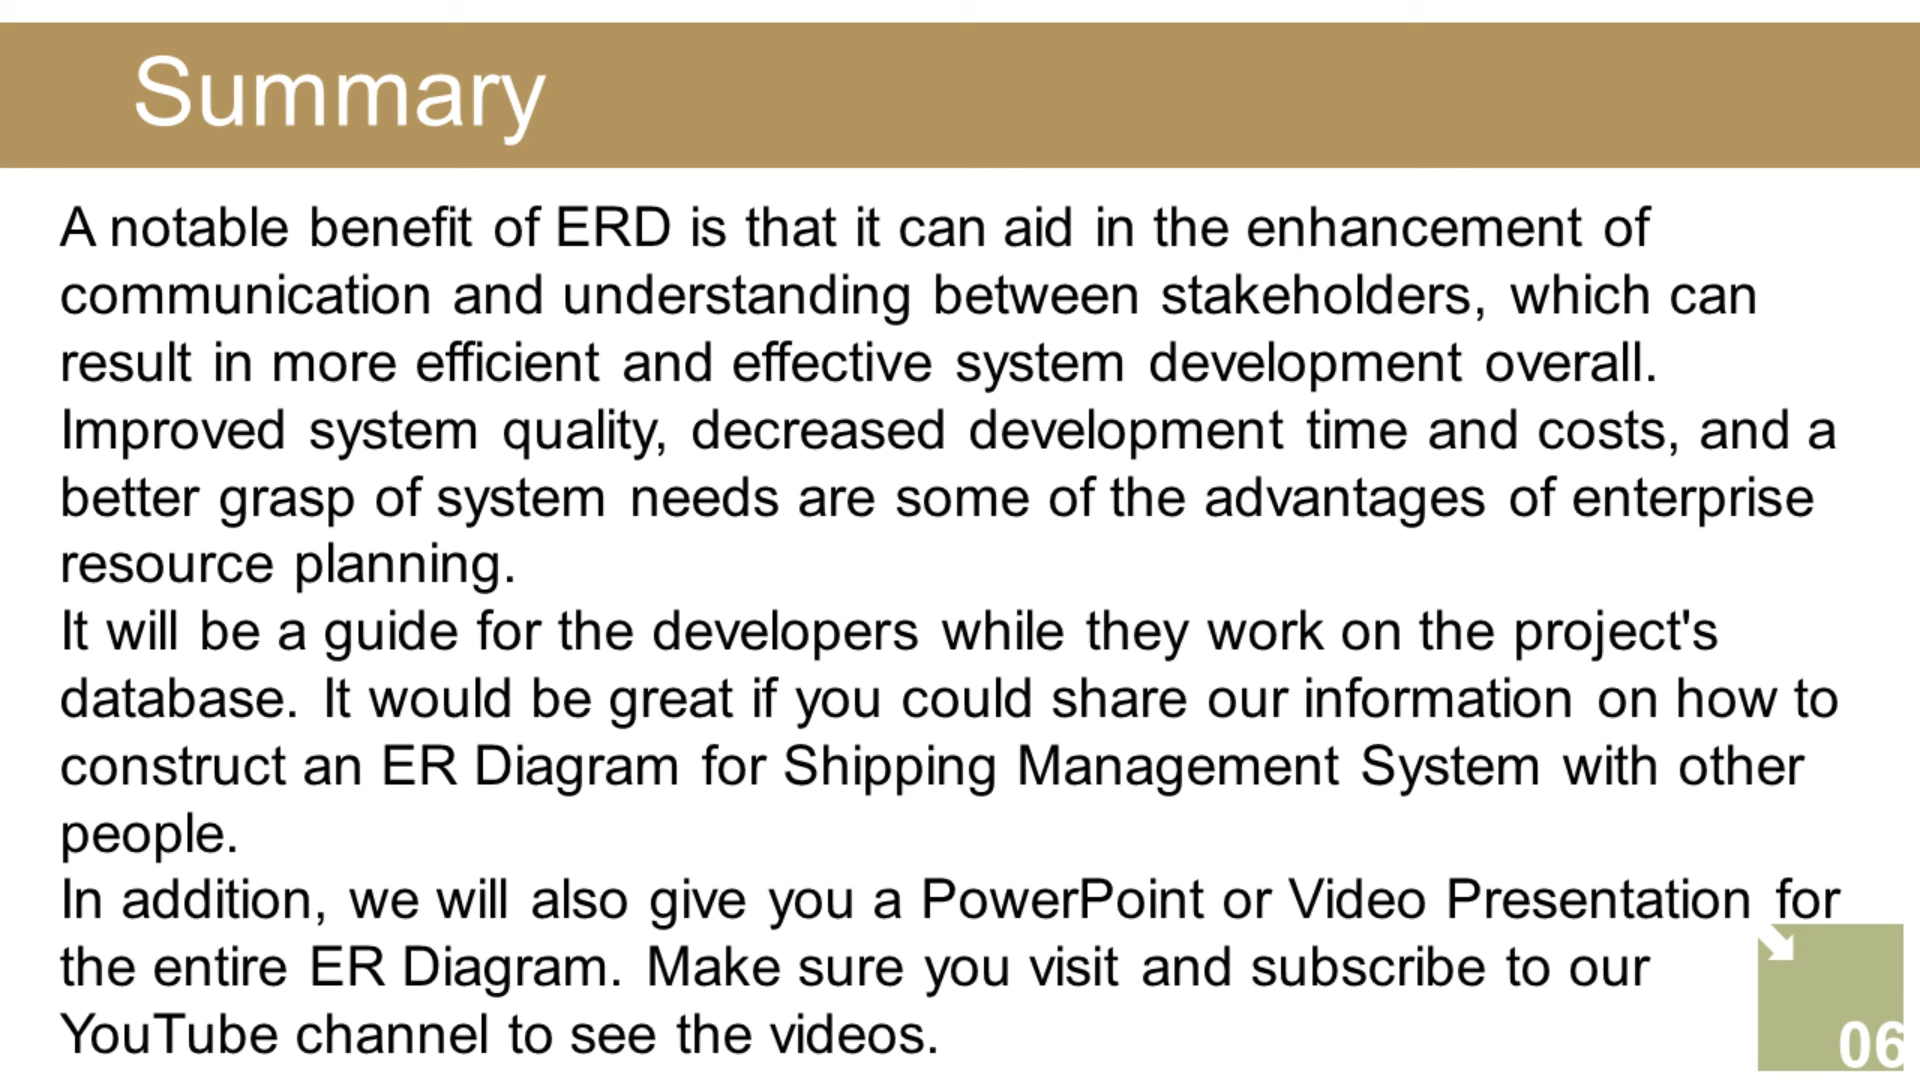 Summary
A notable benefit of ERD is that it can aid in the enhancement of
communication and understanding between stakeholders, which can
result in more efficient and effective system development overall.
Improved system quality, decreased development time and costs, and a
better grasp of system needs are some of the advantages of enterprise
resource planning.
It will be a guide for the developers while they work on the project's
database. It would be great if you could share our information on how to
construct an ER Diagram for Shipping Management System with other
people.
In addition, we will also give you a PowerPoint or Video Presentation for
the entire ER Diagram. Make sure you visit and subscribe to our
YouTube channel to see the videos.
06